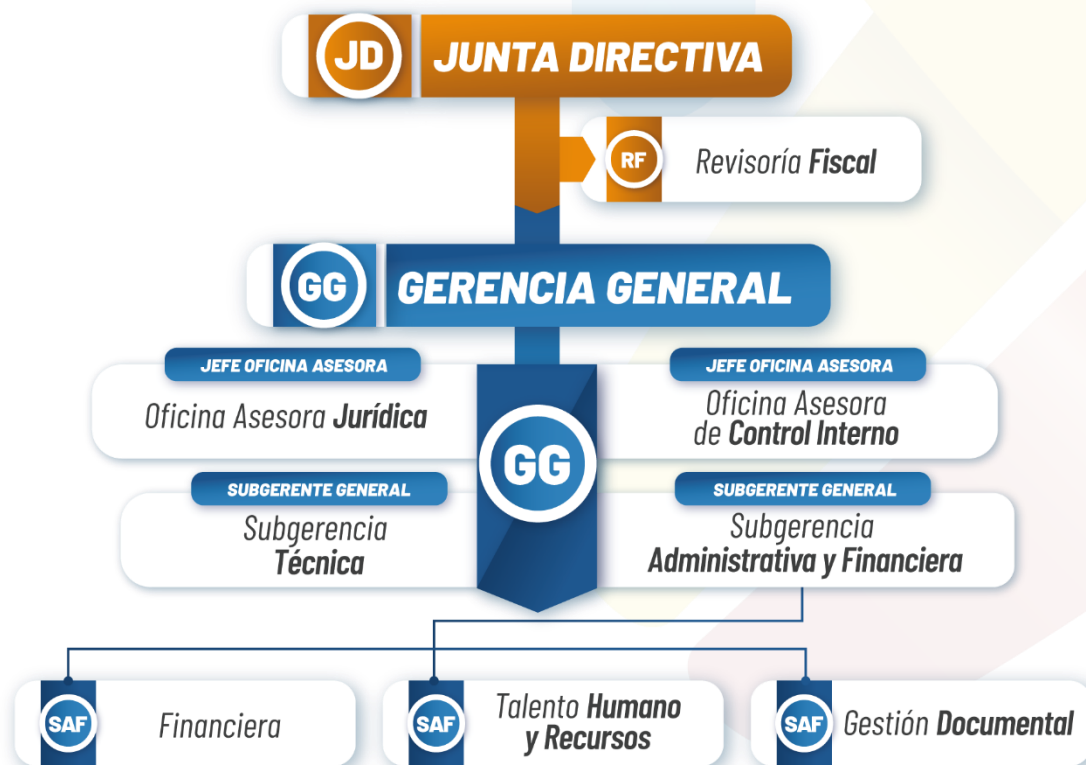 JD
JUNTA DIRECTIVA
RF
Revisoría Fiscal
GG
GERENCIA GENERAL
JEFE OFICINA ASESORA
Oficina Asesora Jurídica
JEFE OFICINA ASESORA
Oficina Asesora
de Control Interno
GG
SUBGERENTE GENERAL
Subgerencia
Técnica
SUBGERENTE GENERAL
Subgerencia
Administrativa y Financiera
SAF
Financiera
SAF
Talento Humano
y Recursos
SAF
Gestión Documental